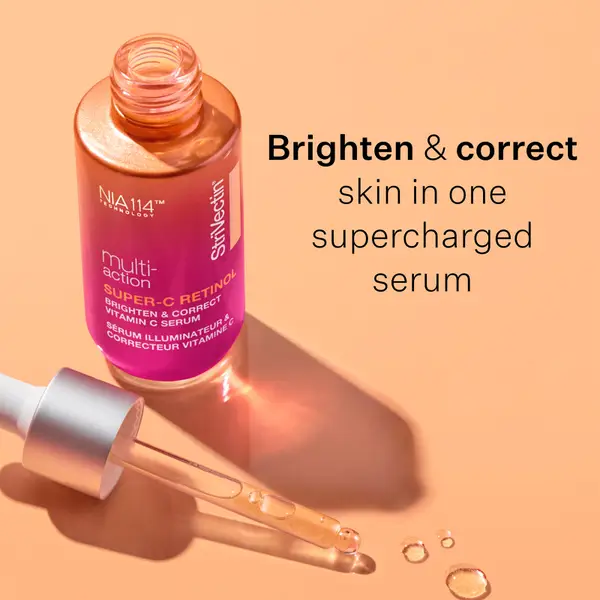 Brighten & correct
skin in one
supercharged
serum
NIA114™
TECHNOLOGY
StriVectin®
multi-
action
SUPER-C RETINOL
BRIGHTEN & CORRECT
VITAMIN C SERUM
SÉRUM ILLUMINATEUR &
CORRECTEUR VITAMINE C